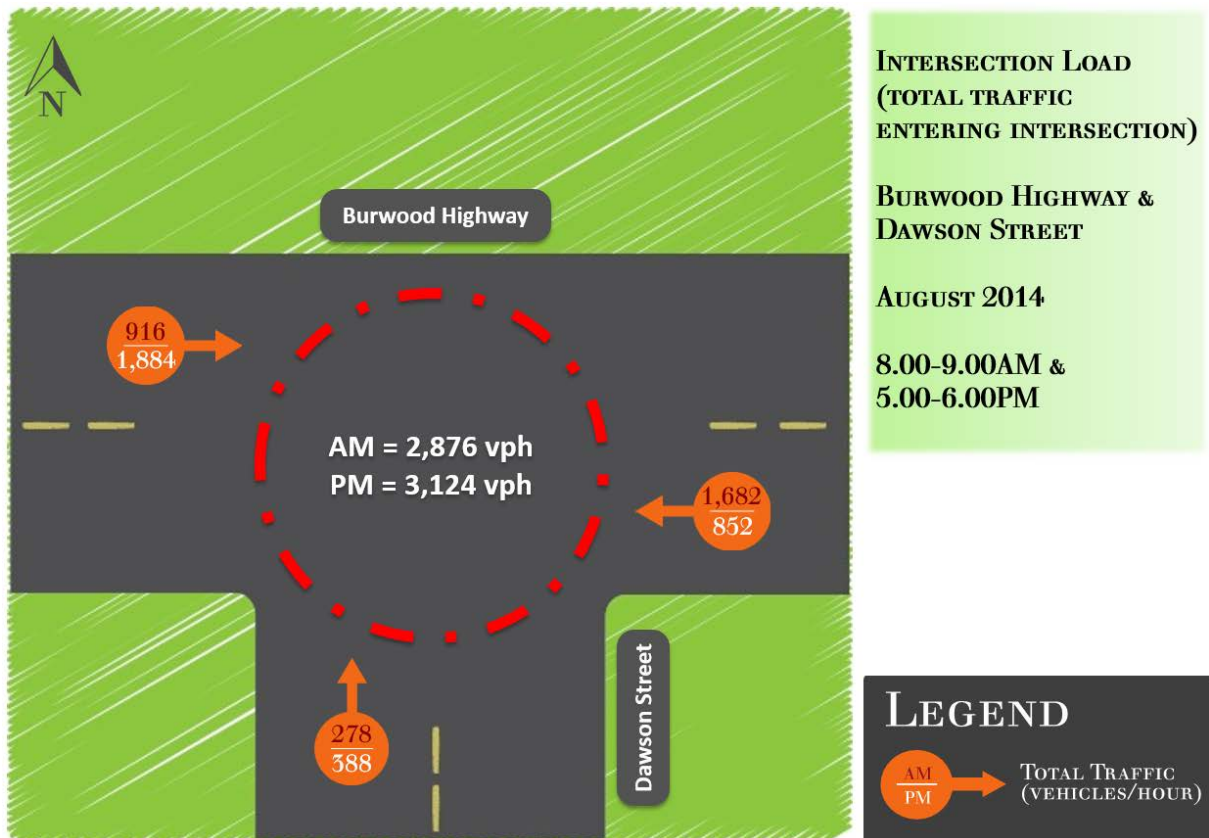 N
Burwood Highway
916
1,884
AM = 2,876 vph
PM = 3,124 vph
1,682
852
278
388
Dawson Street
INTERSECTION LOAD
(TOTAL TRAFFIC
ENTERING INTERSECTION)
BURWOOD HIGHWAY &
DAWSON STREET
AUGUST 2014
8.00-9.00AM &
5.00-6.00PM
LEGEND
AM
PM
TOTAL TRAFFIC
(VEHICLES/HOUR)